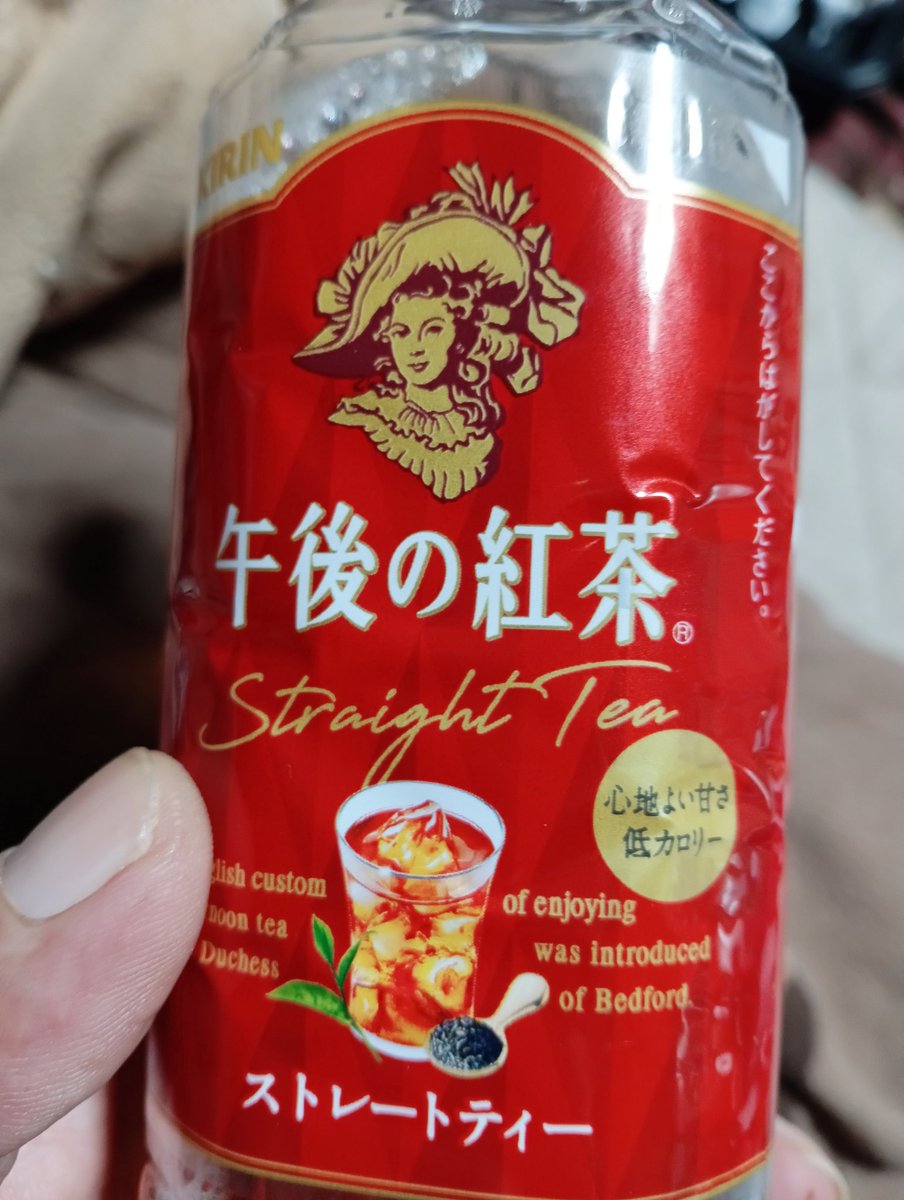 KIRIN
ここからはがしてください。
午後の紅茶®
Straight Tea
心地よい甘さ
低カロリー
custom of enjoying
tea was introduced
Duchess of Bedford.
ストレートティー